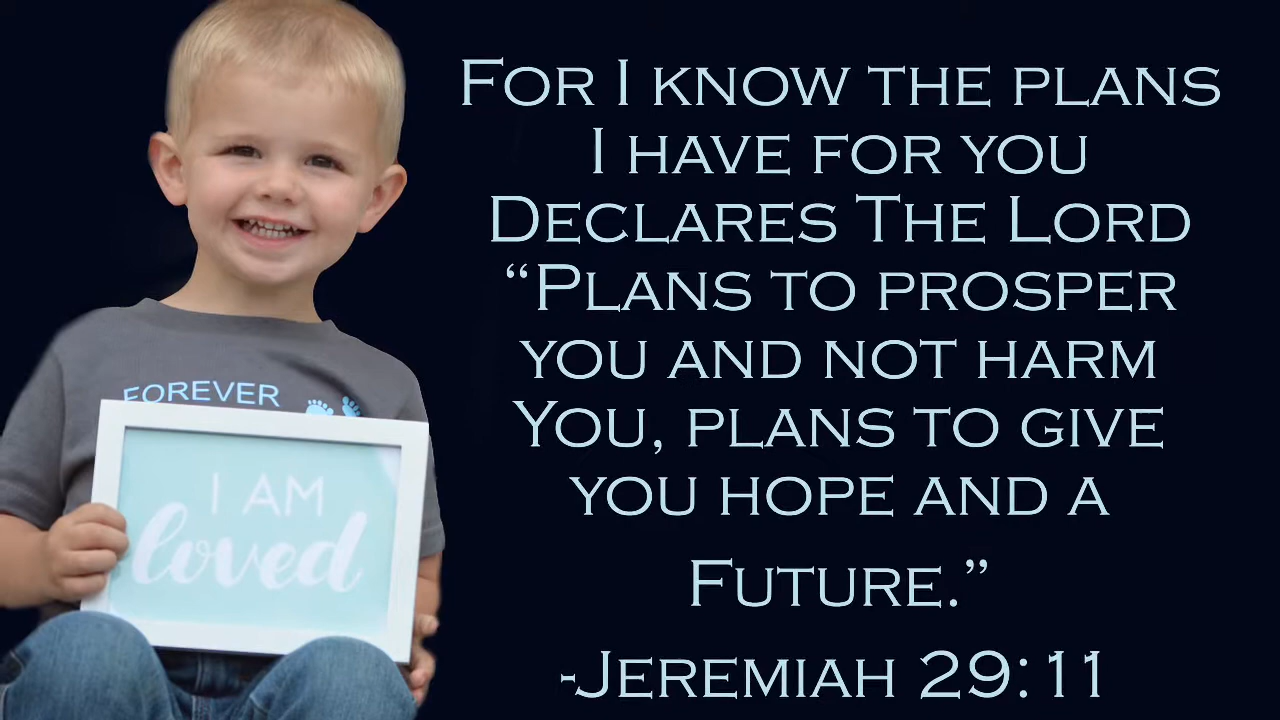 FOR I KNOW THE PLANS
I HAVE FOR YOU
DECLARES THE LORD
“PLANS TO PROSPER
YOU AND NOT HARM
YOU, PLANS TO GIVE
YOU HOPE AND A
FUTURE.”
-JEREMIAH 29:11
FOREVER
I AM
loved